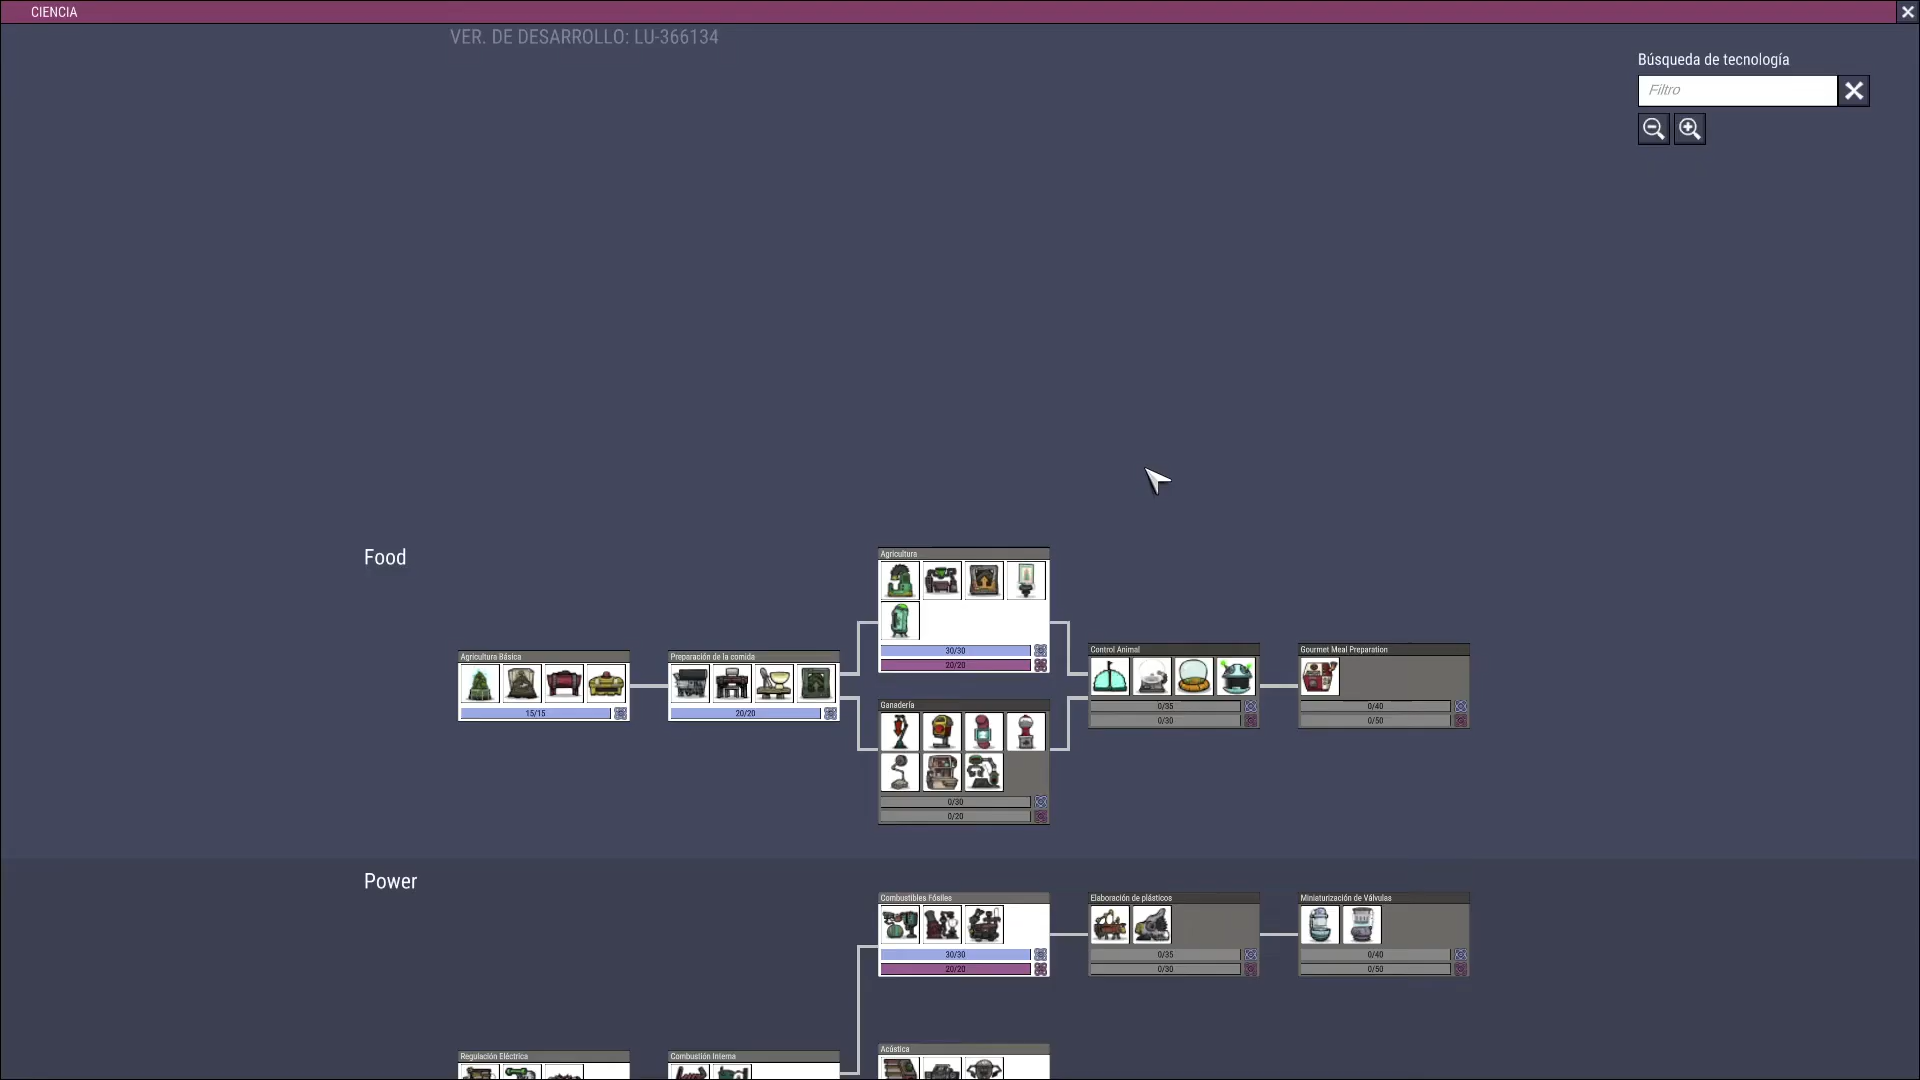 CIENCIA
VER. DE DESARROLLO: LU-366134
Búsqueda de tecnología
Filtro
Food
Agricultura
30/30
20/20
Agricultura Básica
15/15
Preparación de la comida
20/20
Ganadería
0/30
0/20
Control Animal
0/35
0/30
Gourmet Meal Preparation
0/40
0/50
Power
Combustibles Fósiles
30/30
20/20
Elaboración de plásticos
0/35
0/30
Miniaturización de Válvulas
0/40
0/50
Regulación Eléctrica
Combustión Interna
Acústica